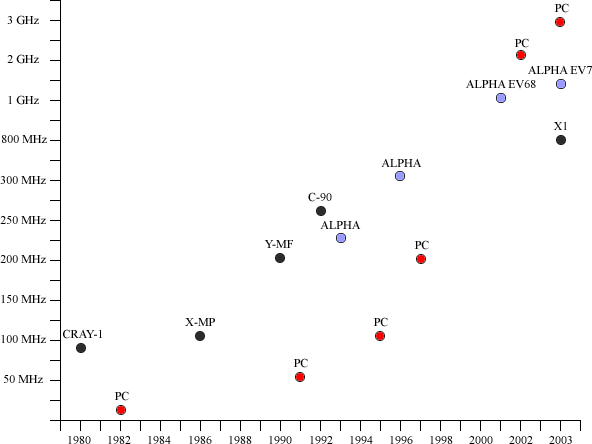 PC
3 GHz
PC
2 GHz
ALPHA EV7
ALPHA EV68
1 GHz
X1
800 MHz
ALPHA
300 MHz
C-90
250 MHz
ALPHA
Y-MF
PC
200 MHz
150 MHz
X-MP
PC
CRAY-1
100 MHz
PC
50 MHz
PC
1980 1982 1984 1986 1988 1990 1992 1994 1996 1998 2000 2002 2003